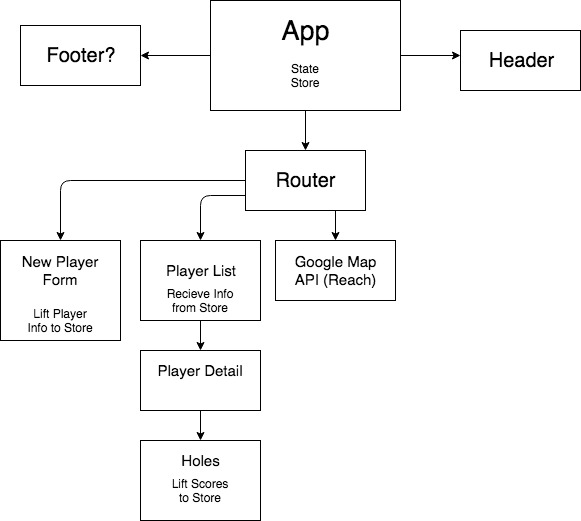 App
State
Store
Footer?
Header
Router
New Player
Form
Lift Player
Info to Store
Player List
Recieve Info
from Store
Google Map
API (Reach)
Player Detail
Holes
Lift Scores
to Store